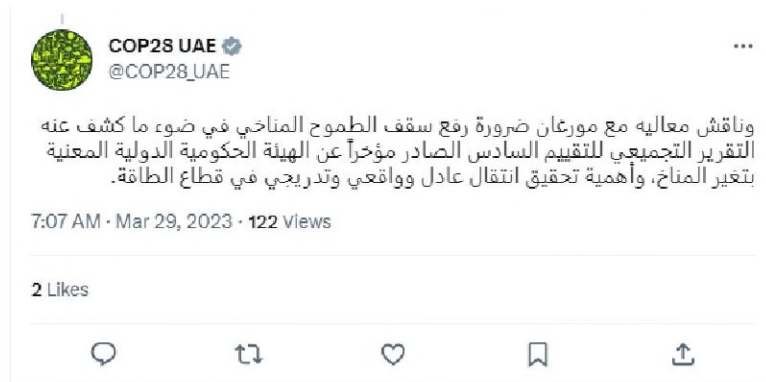 COP28 UAE
@COP28_UAE
وناقش معاليه مع مورغان ضرورة رفع سقف الطموح المناخي في ضوء ما كشف عنه
التقرير التجميعي للتقييم السادس الصادر مؤخراً عن الهيئة الحكومية الدولية المعنية
بتغير المناخ، وأهمية تحقيق انتقال عادل وواقعي وتدريجي في قطاع الطاقة.
7:07 AM · Mar 29, 2023 · 122 Views
2 Likes